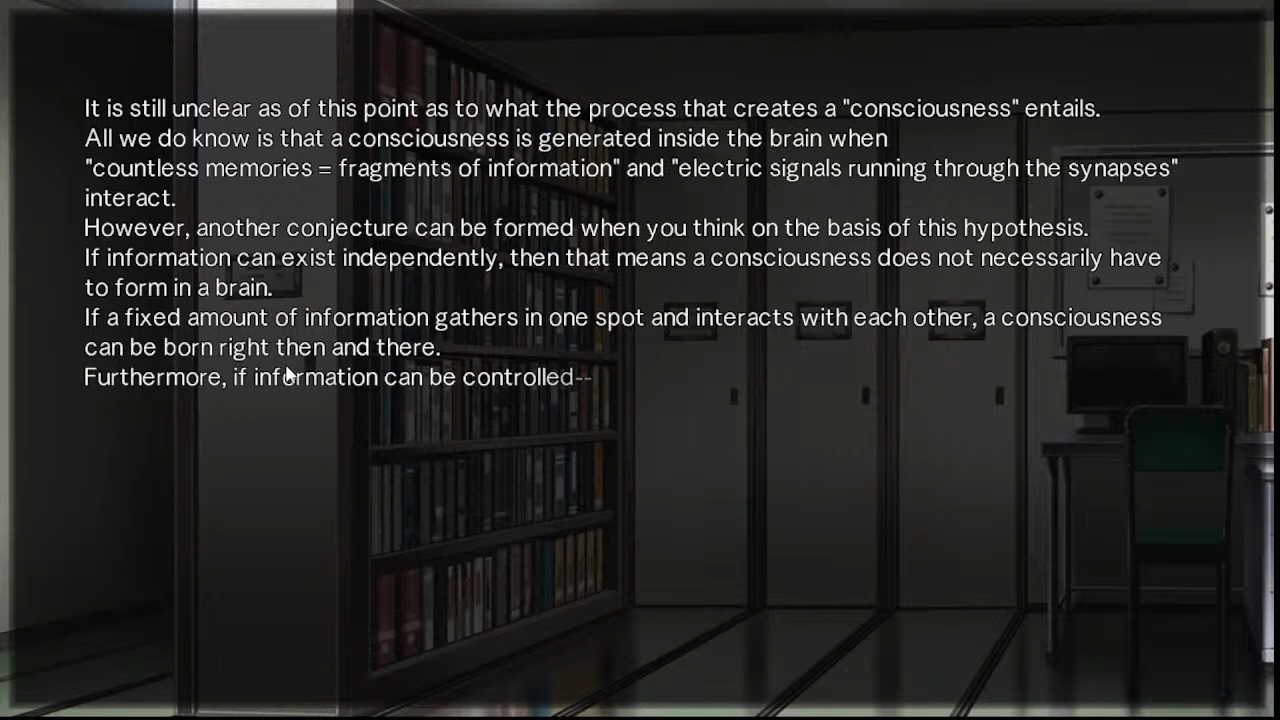 It is still unclear as of this point as to what the process that creates a "consciousness" entails.
All we do know is that a consciousness is generated inside the brain when
"countless memories = fragments of information" and "electric signals running through the synapses"
interact.
However, another conjecture can be formed when you think on the basis of this hypothesis.
If information can exist independently, then that means a consciousness does not necessarily have
to form in a brain.
If a fixed amount of information gathers in one spot and interacts with each other, a consciousness
can be born right then and there.
Furthermore, if information can be controlled--